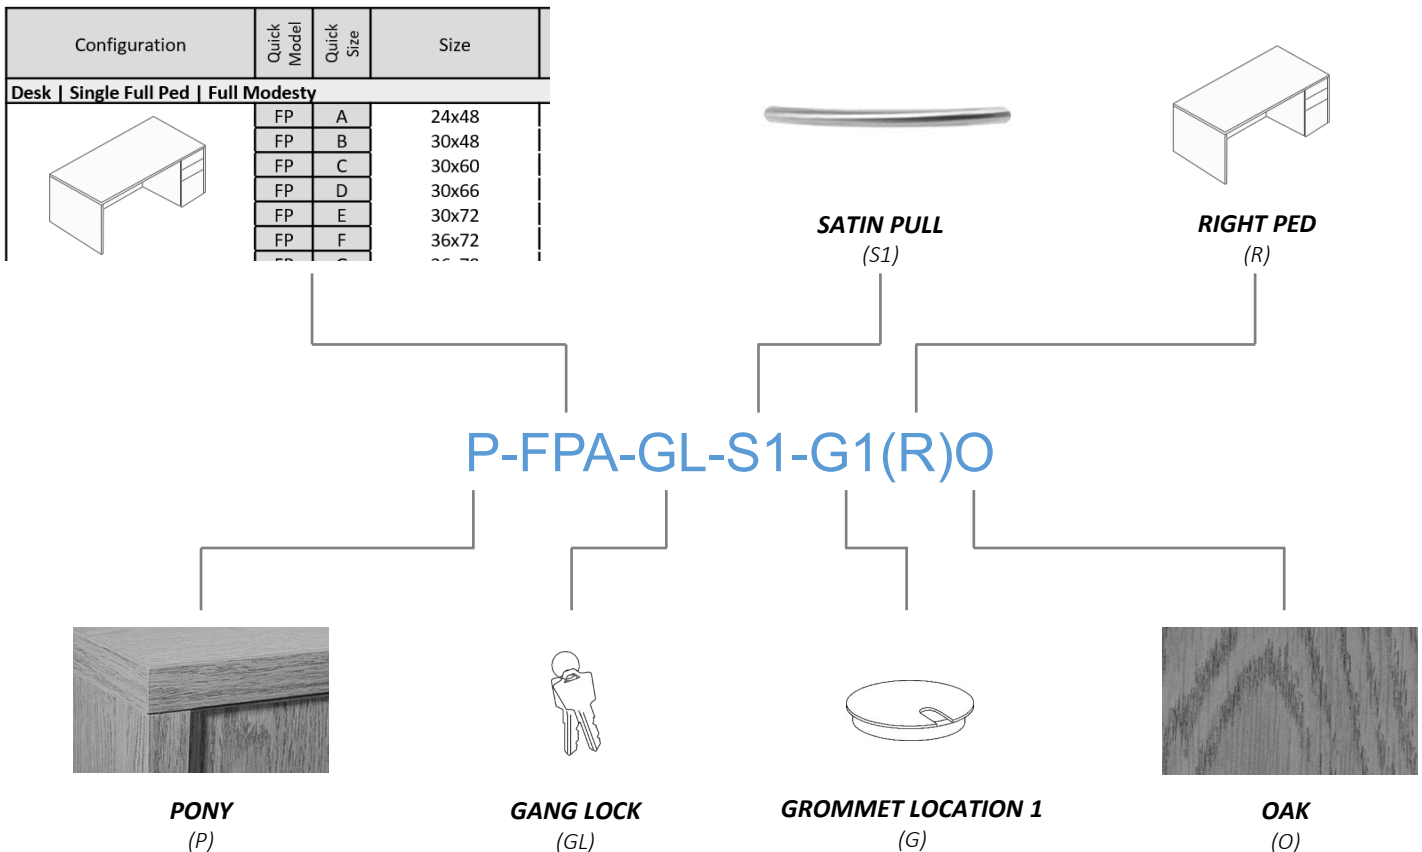 Configuration
Quick Model
Quick Size
Size
Desk | Single Full Ped | Full Modesty
FP A 24x48
FP B 30x48
FP C 30x60
FP D 30x66
FP E 30x72
FP F 36x72
SATIN PULL
(S1)
RIGHT PED
(R)
P-FPA-GL-S1-G1(R)O
PONY
(P)
GANG LOCK
(GL)
GROMMET LOCATION 1
(G)
OAK
(O)